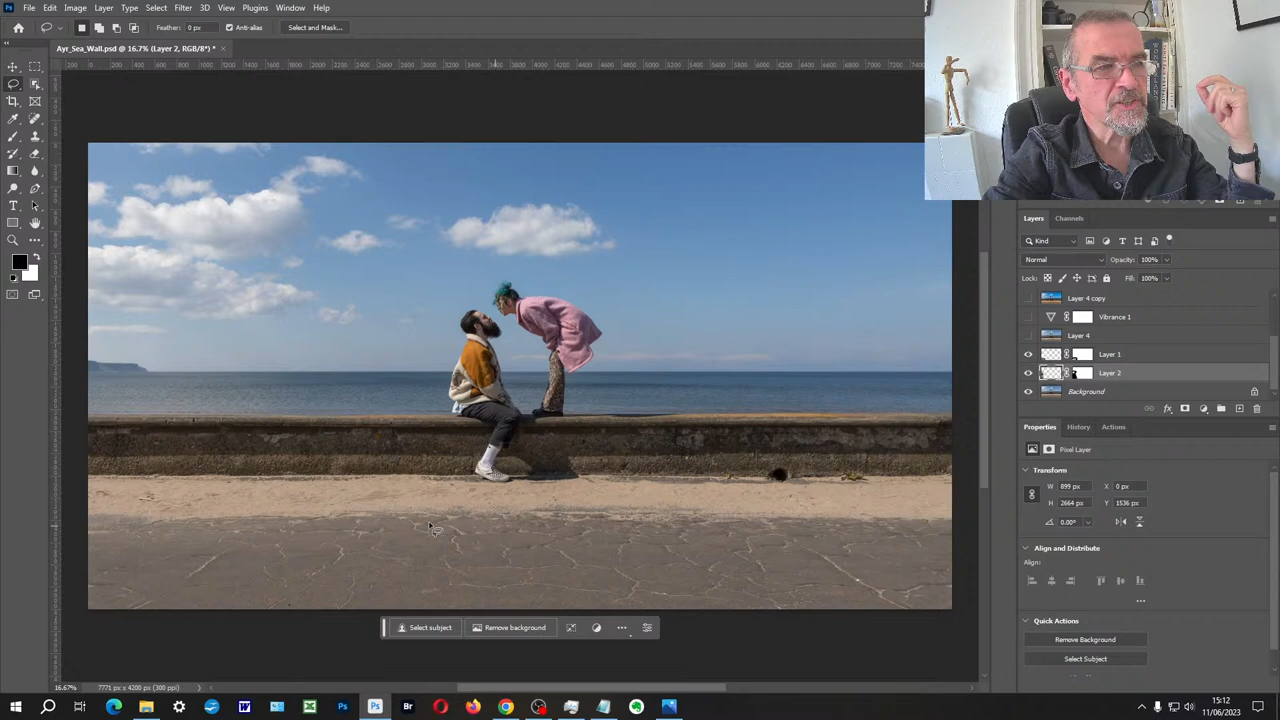 File Edit Image Layer Type Select Filter 3D View Plugins Window Help
Feather: 0 px Anti-alias Select and Mask...
Ayr_Sea_Wall.psd @ 16.7% (Layer 2, RGB/8*) *
Layers Channels
Kind
Normal Opacity: 100%
Lock: Fill: 100%
Layer 4 copy
Vibrance 1
Layer 4
Layer 1
Layer 2
Background
Properties History Actions
Pixel Layer
Transform
W 899 px X 0 px
H 2664 px Y 1536 px
0.00°
Align and Distribute
Align:
Quick Actions
Remove Background
Select Subject
Select subject Remove background
16.67% 7771 px x 4200 px (300 ppi)
15:12
11/06/2023